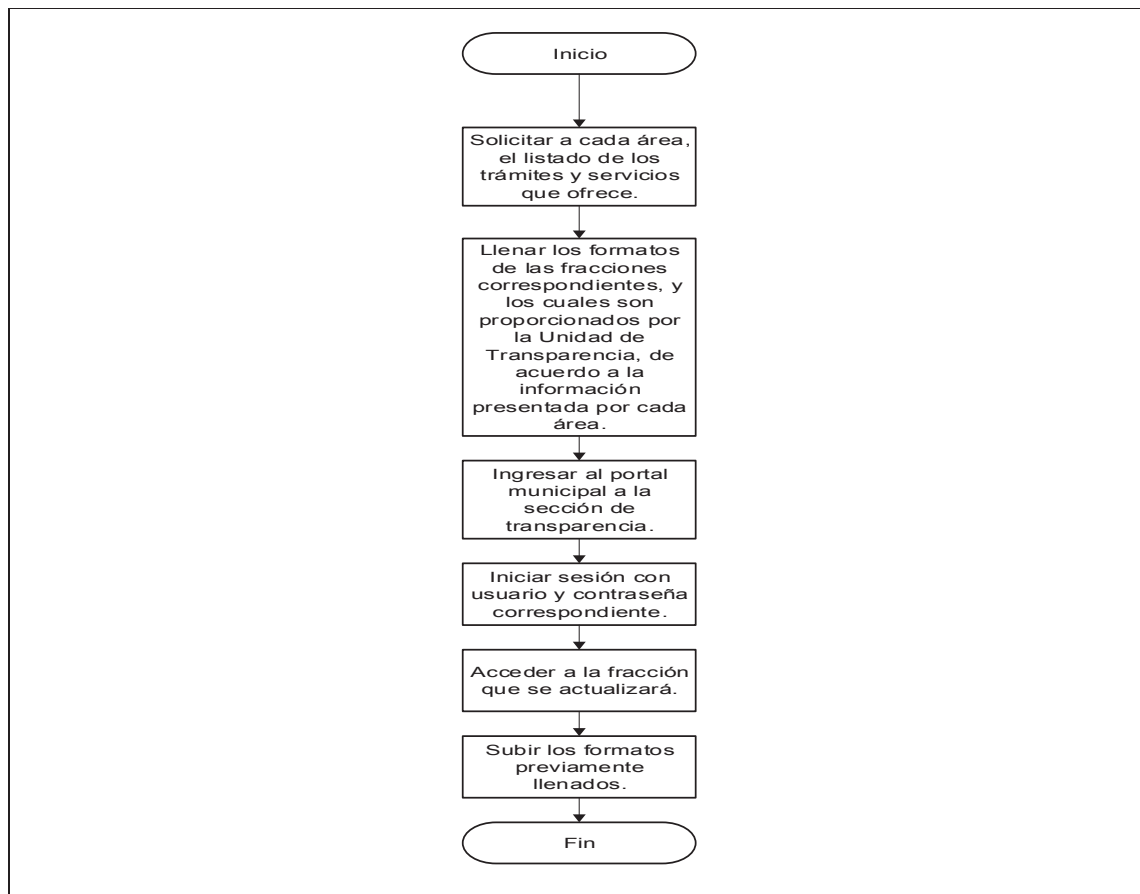 Inicio
Solicitar a cada área,
el listado de los
trámites y servicios
que ofrece.
Llenar los formatos
de las fracciones
correspondientes, y
los cuales son
proporcionados por
la Unidad de
Transparencia, de
acuerdo a la
información
presentada por cada
área.
Ingresar al portal
municipal a la
sección de
transparencia.
Iniciar sesión con
usuario y contraseña
correspondiente.
Acceder a la fracción
que se actualizará.
Subir los formatos
previamente
llenados.
Fin